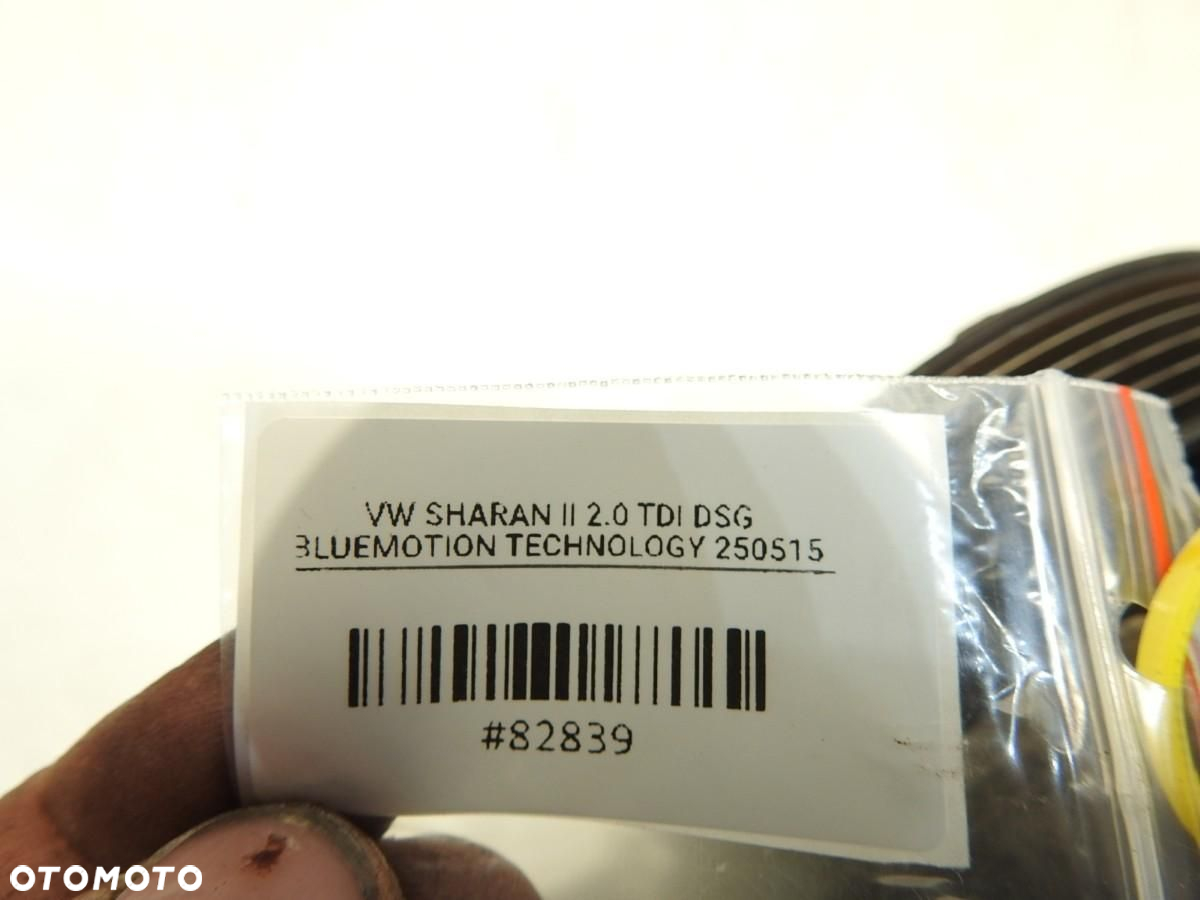 VW SHARAN II 2.0 TDI DSG
BLUEMOTION TECHNOLOGY 250515
#82839
OTOMOTO